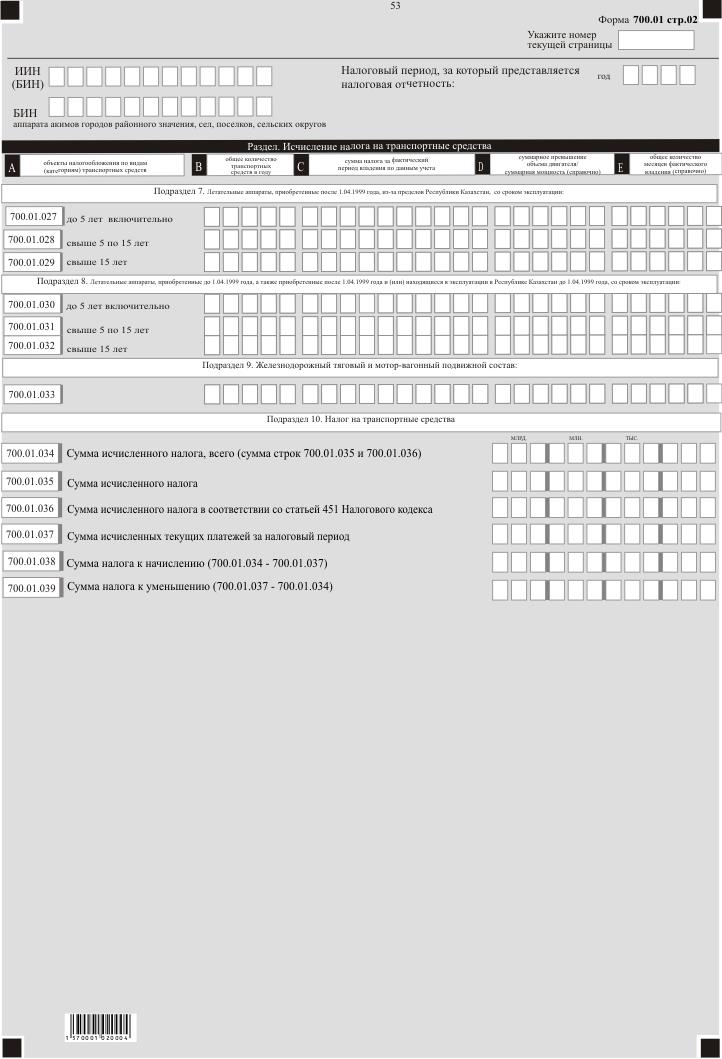 53
Форма 700.01 стр.02
Укажите номер
текущей страницы
ИИН
(БИН)
Налоговый период, за который представляется
налоговая отчетность:
год
БИН
аппарата акимов городов районного значения, сел, поселков, сельских округов
Раздел. Исчисление налога на транспортные средства
A
объекты налогообложения по видам
(категориям) транспортных средств
B
общее количество
транспортных
средств в году
C
сумма налога за фактический
период владения по данным учета
D
суммарное превышение
объема двигателя/
суммарная мощность (справочно)
E
общее количество
месяцев фактического
владения (справочно)
Подраздел 7. Летательные аппараты, приобретенные после 1.04.1999 года, из-за пределов Республики Казахстан, со сроком эксплуатации:
700.01.027 до 5 лет включительно
700.01.028 свыше 5 по 15 лет
700.01.029 свыше 15 лет
Подраздел 8. Летательные аппараты, приобретенные до 1.04.1999 года, а также приобретенные после 1.04.1999 года и (или) находящиеся в эксплуатации в Республике Казахстан до 1.04.1999 года, со сроком эксплуатации:
700.01.030 до 5 лет включительно
700.01.031 свыше 5 по 15 лет
700.01.032 свыше 15 лет
Подраздел 9. Железнодорожный тяговый и мотор-вагонный подвижной состав:
700.01.033
Подраздел 10. Налог на транспортные средства
МЛРД. МЛН. ТЫС.
700.01.034 Сумма исчисленного налога, всего (сумма строк 700.01.035 и 700.01.036)
700.01.035 Сумма исчисленного налога
700.01.036 Сумма исчисленного налога в соответствии со статьей 451 Налогового кодекса
700.01.037 Сумма исчисленных текущих платежей за налоговый период
700.01.038 Сумма налога к начислению (700.01.034 - 700.01.037)
700.01.039 Сумма налога к уменьшению (700.01.037 - 700.01.034)
1570001020004